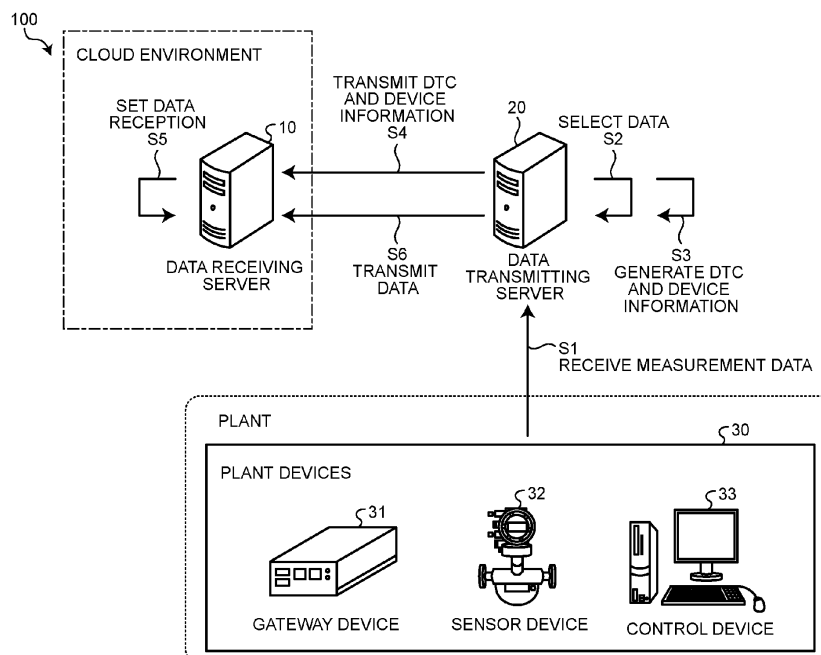 100
CLOUD ENVIRONMENT
SET DATA
RECEPTION
S5
10
DATA RECEIVING
SERVER
TRANSMIT DTC
AND DEVICE
INFORMATION
S4
S6
TRANSMIT
DATA
20
DATA
TRANSMITTING
SERVER
SELECT DATA
S2
S3
GENERATE DTC
AND DEVICE
INFORMATION
S1
RECEIVE MEASUREMENT DATA
PLANT
30
PLANT DEVICES
31
GATEWAY DEVICE
32
SENSOR DEVICE
33
CONTROL DEVICE